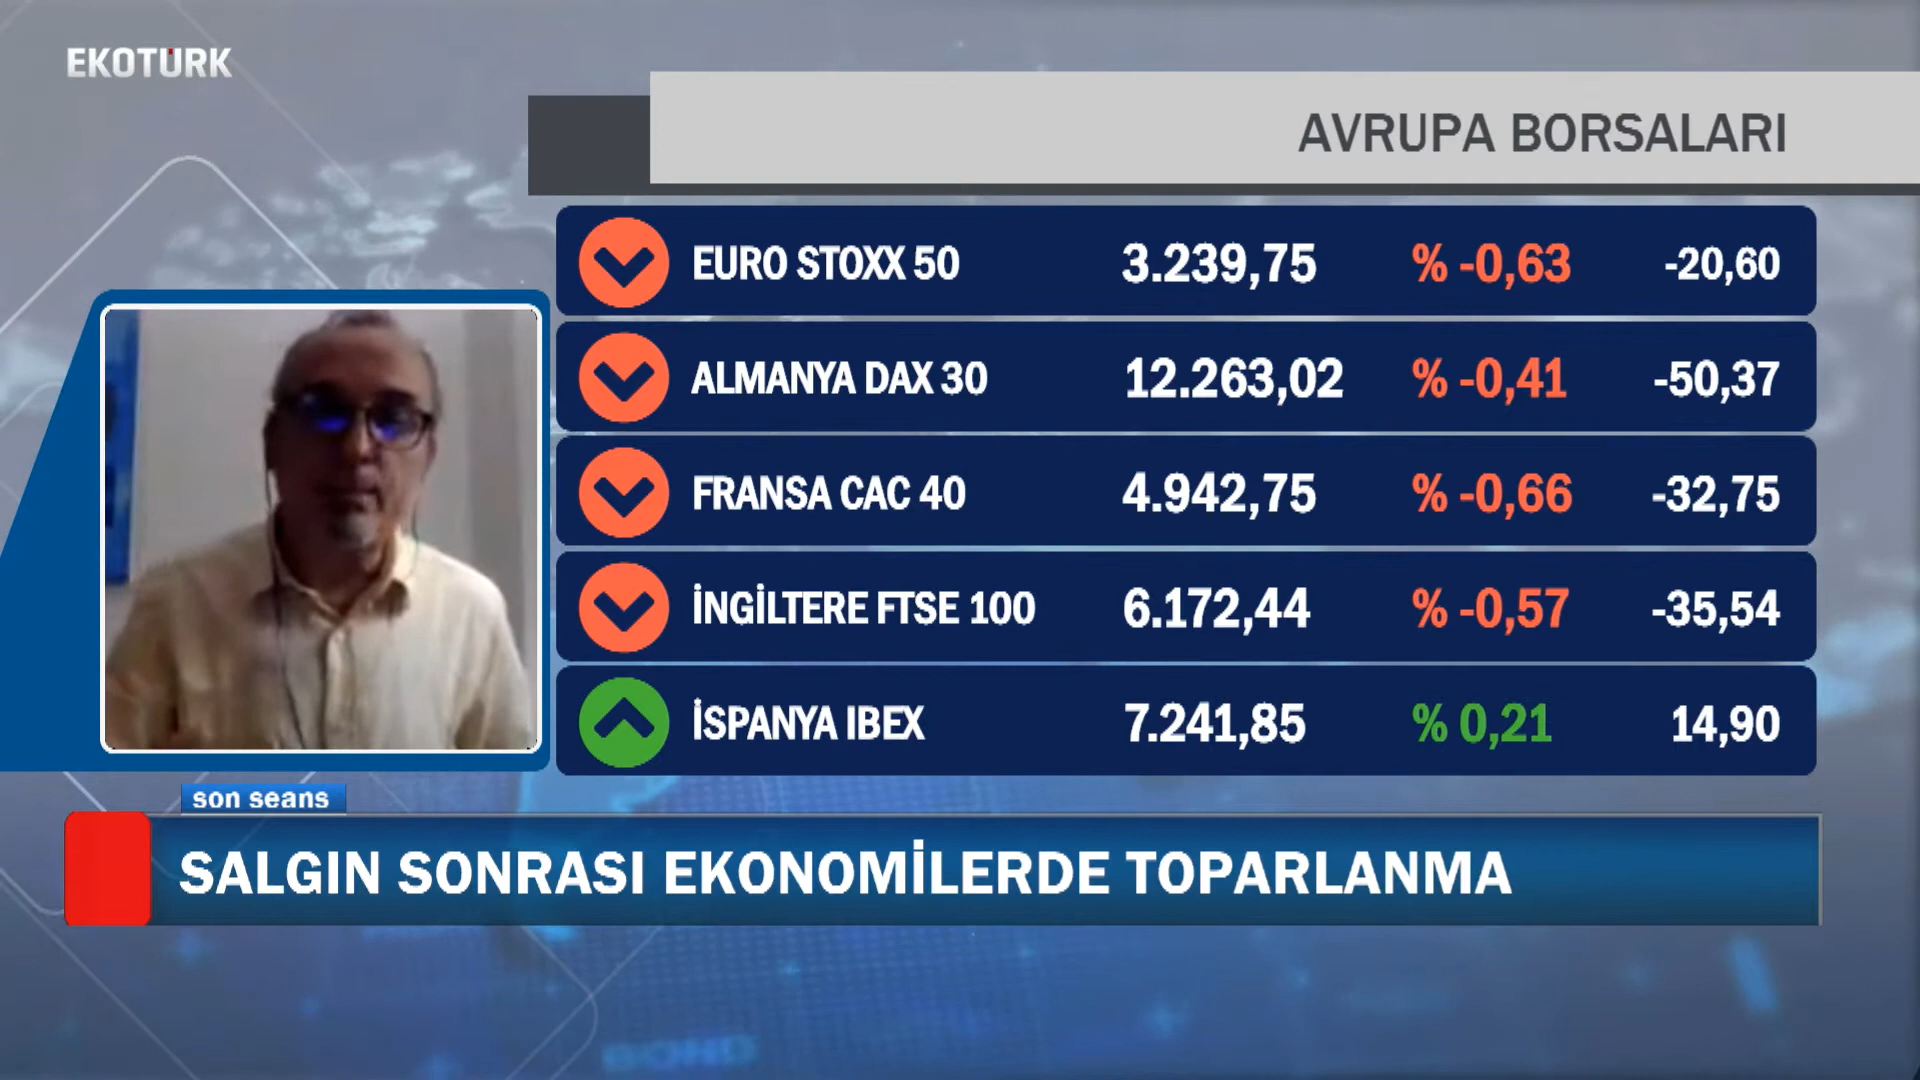 EKOTÜRK
AVRUPA BORSALARI
EURO STOXX 50 3.239,75 % -0,63 -20,60
ALMANYA DAX 30 12.263,02 % -0,41 -50,37
FRANSA CAC 40 4.942,75 % -0,66 -32,75
İNGİLTERE FTSE 100 6.172,44 % -0,57 -35,54
İSPANYA IBEX 7.241,85 % 0,21 14,90
son seans
SALGIN SONRASI EKONOMİLERDE TOPARLANMA
BOND